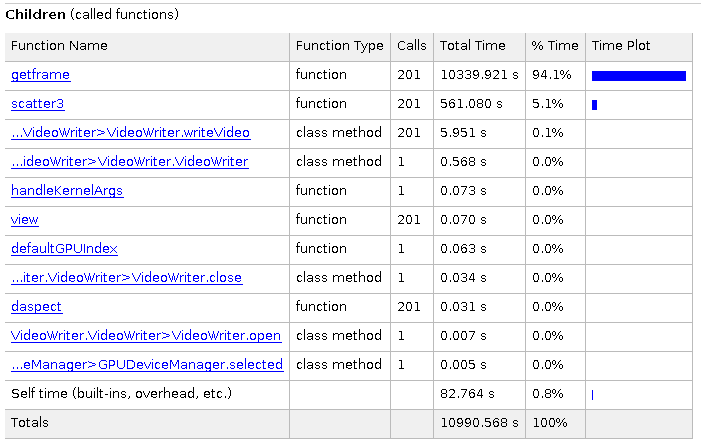 Children (called functions)
Function Name Function Type Calls Total Time % Time Time Plot
getframe function 201 10339.921 s 94.1%
scatter3 function 201 561.080 s 5.1%
...VideoWriter>VideoWriter.writeVideo class method 201 5.951 s 0.1%
...ideoWriter>VideoWriter.VideoWriter class method 1 0.568 s 0.0%
handleKernelArgs function 1 0.073 s 0.0%
view function 201 0.070 s 0.0%
defaultGPUIndex function 1 0.063 s 0.0%
...iter.VideoWriter>VideoWriter.close class method 1 0.034 s 0.0%
daspect function 201 0.031 s 0.0%
VideoWriter.VideoWriter>VideoWriter.open class method 1 0.007 s 0.0%
...eManager>GPUDeviceManager.selected class method 1 0.005 s 0.0%
Self time (built-ins, overhead, etc.) 82.764 s 0.8%
Totals 10990.568 s 100%